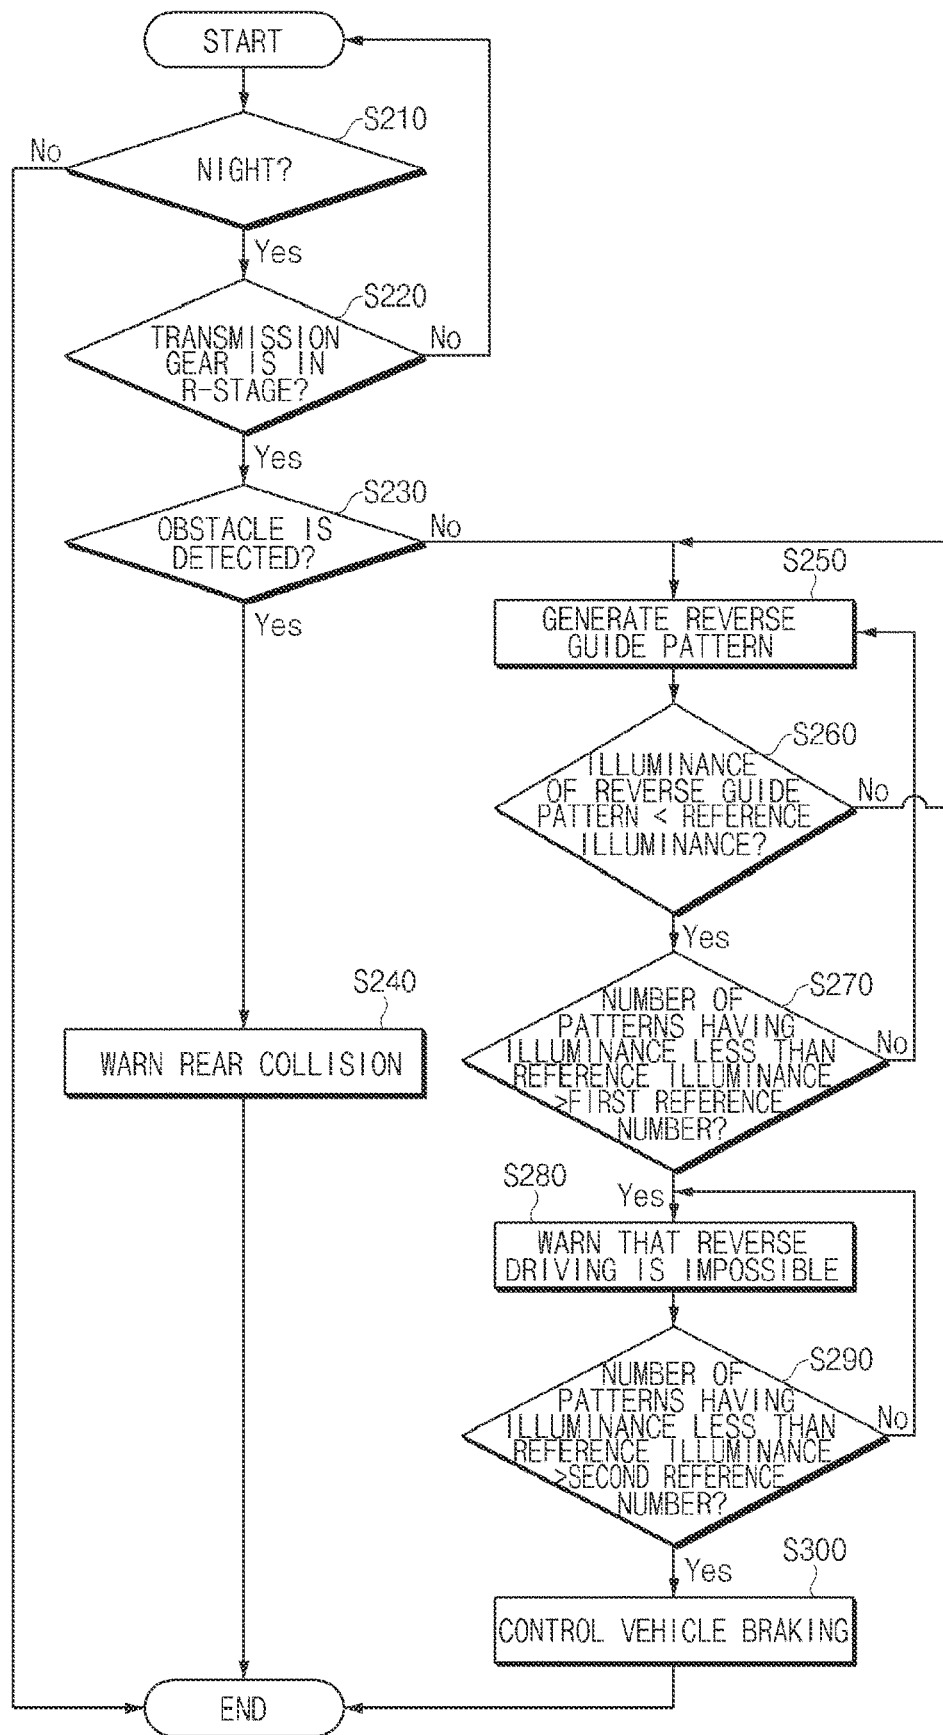 START
S210
No
NIGHT?
Yes
S220
TRANSMISSION
GEAR IS IN
R-STAGE?
No
Yes
S230
OBSTACLE IS
DETECTED?
No
Yes
S250
GENERATE REVERSE
GUIDE PATTERN
S260
ILLUMINANCE
OF REVERSE GUIDE
PATTERN < REFERENCE
ILLUMINANCE?
No
Yes
S240
WARN REAR COLLISION
S270
NUMBER OF
PATTERNS HAVING
ILLUMINANCE LESS THAN
REFERENCE ILLUMINANCE
>FIRST REFERENCE
NUMBER?
No
Yes
S280
WARN THAT REVERSE
DRIVING IS IMPOSSIBLE
S290
NUMBER OF
PATTERNS HAVING
ILLUMINANCE LESS THAN
REFERENCE ILLUMINANCE
>SECOND REFERENCE
NUMBER?
No
Yes
S300
CONTROL VEHICLE BRAKING
END